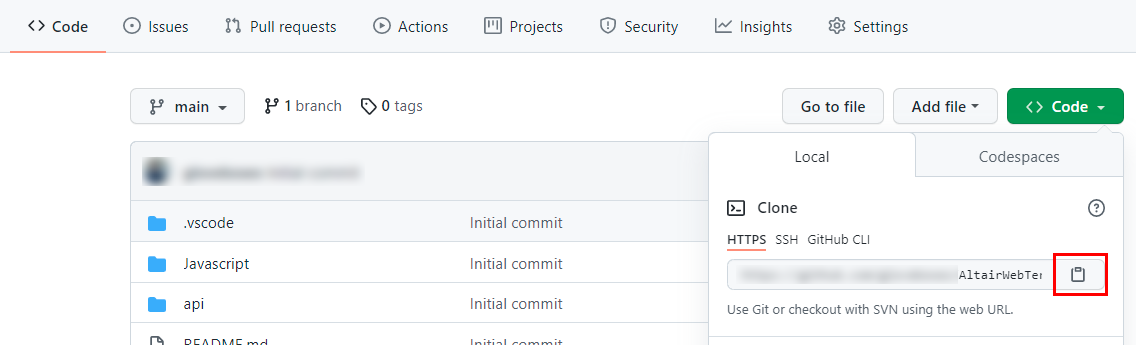 Code Issues Pull requests Actions Projects Security Insights Settings
main 1 branch 0 tags Go to file Add file Code
Local Codespaces
Clone
.vscode Initial commit
HTTPS SSH GitHub CLI
Javascript Initial commit
AltairWebTer
api Initial commit
Use Git or checkout with SVN using the web URL.
README.md Initial commit